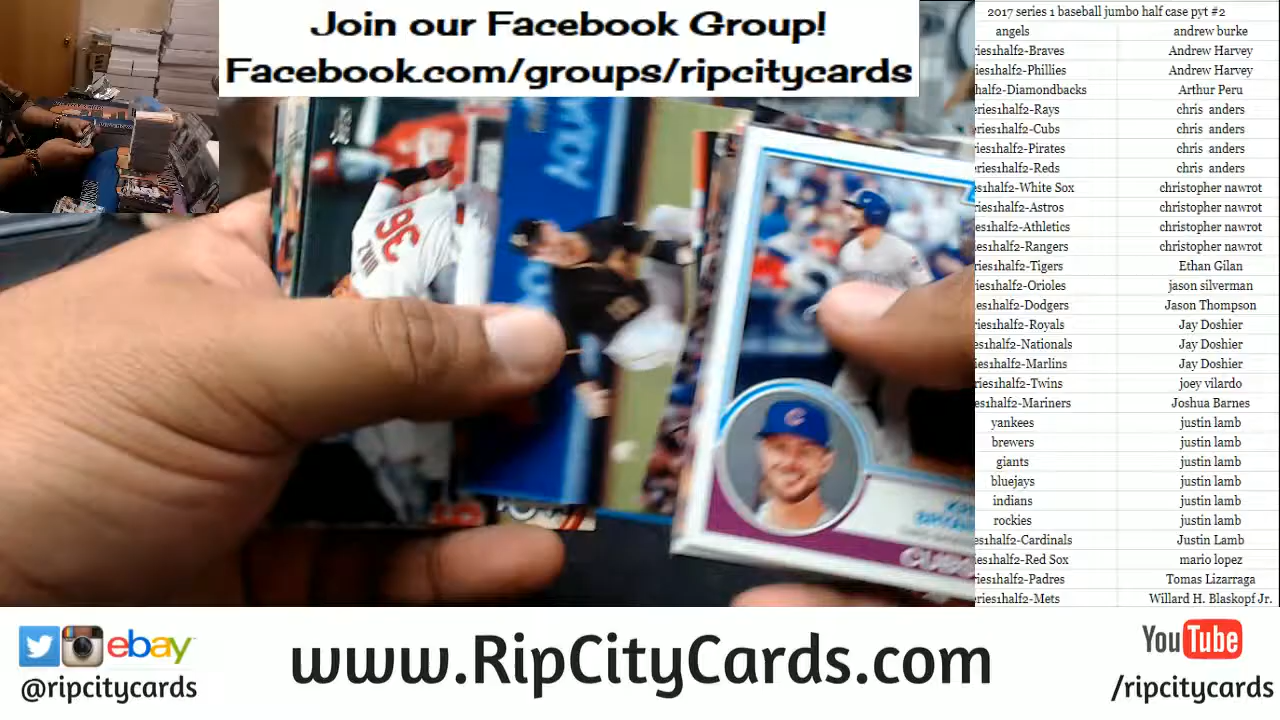 Join our Facebook Group!
Facebook.com/groups/ripcitycards
2017 series 1 baseball jumbo half case pyt #2
angels andrew burke
ries1half2-Braves Andrew Harvey
ries1half2-Phillies Andrew Harvey
half2-Diamondbacks Arthur Peru
eries1half2-Rays chris anders
eries1half2-Cubs chris anders
ries1half2-Pirates chris anders
eries1half2-Reds chris anders
es1half2-White Sox christopher nawrot
ries1half2-Astros christopher nawrot
es1half2-Athletics christopher nawrot
ies1half2-Rangers christopher nawrot
ries1half2-Tigers Ethan Gilan
ies1half2-Orioles jason silverman
es1half2-Dodgers Jason Thompson
ries1half2-Royals Jay Doshier
s1half2-Nationals Jay Doshier
ies1half2-Marlins Jay Doshier
ries1half2-Twins joey vilardo
es1half2-Mariners Joshua Barnes
yankees justin lamb
brewers justin lamb
giants justin lamb
bluejays justin lamb
indians justin lamb
rockies justin lamb
s1half2-Cardinals Justin Lamb
es1half2-Red Sox mario lopez
ries1half2-Padres Tomas Lizarraga
eries1half2-Mets Willard H. Blaskopf Jr.
DIAZ
36
C
CUBS
ebay
@ripcitycards
www.RipCityCards.com
YouTube
/ripcitycards